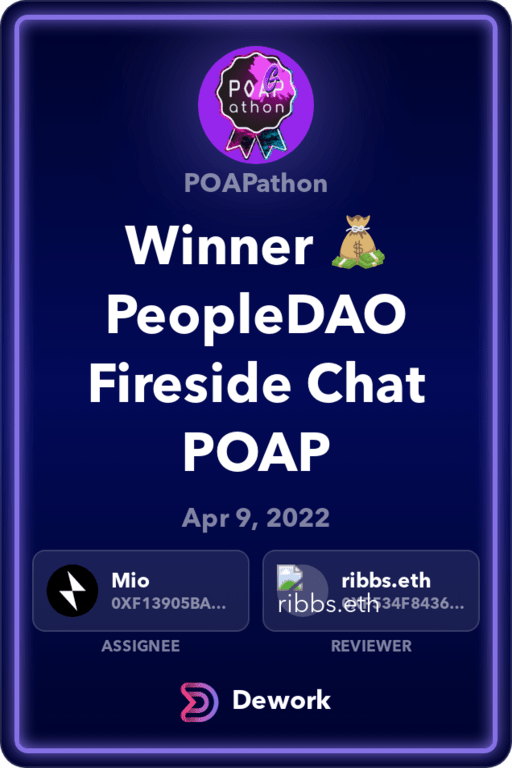 POAP
athon
POAPathon
Winner 💰
PeopleDAO
Fireside Chat
POAP
Apr 9, 2022
Mio
0XF13905BA...
ribbs.eth
ribbs.eth
ASSIGNEE
REVIEWER
Dework